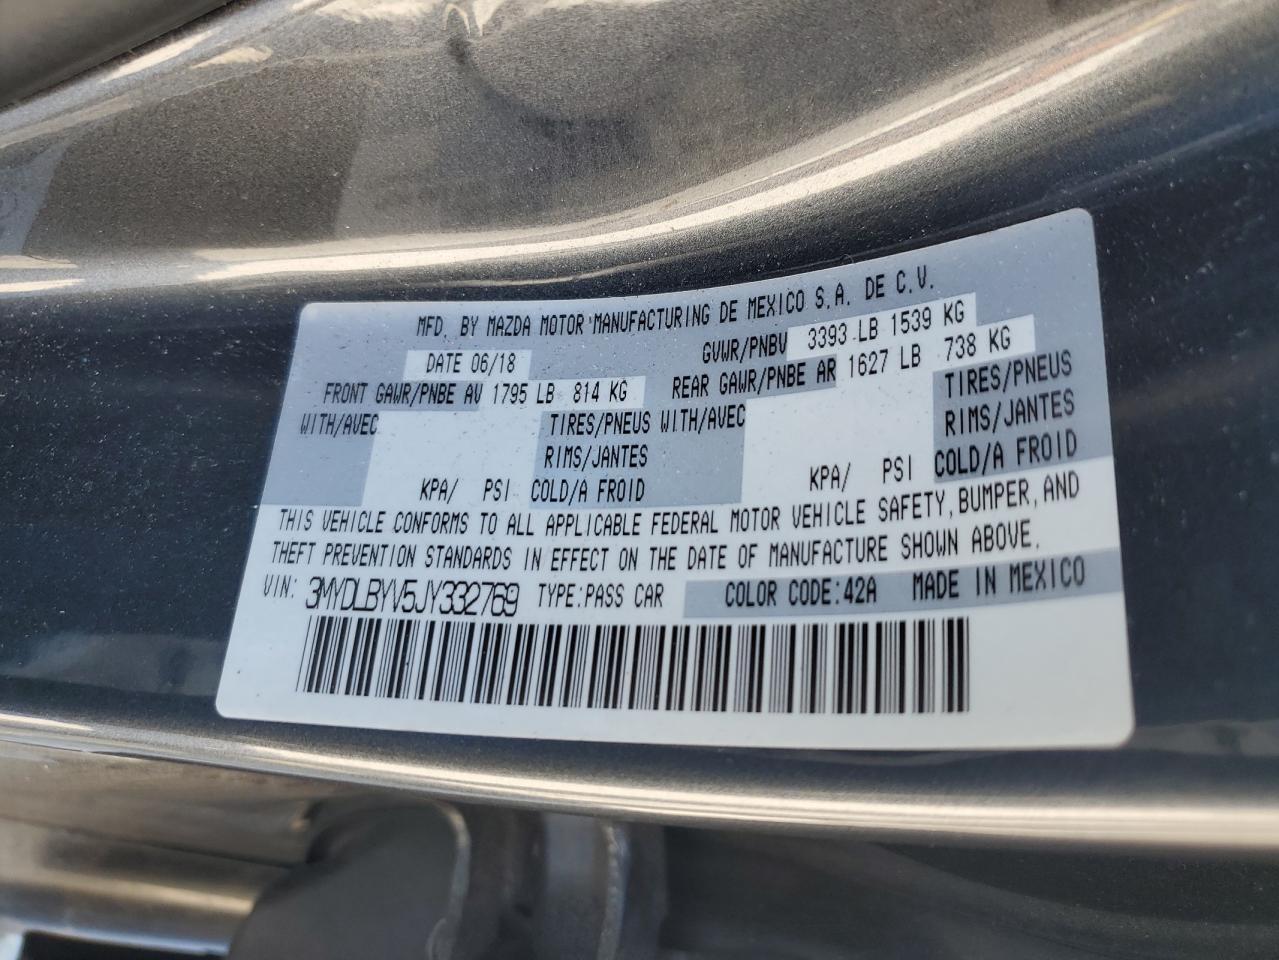 MFD. BY MAZDA MOTOR MANUFACTURING DE MEXICO S.A. DE C.V.
DATE 06/18 GVWR/PNBV 3393 LB 1539 KG
FRONT GAWR/PNBE AV 1795 LB 814 KG REAR GAWR/PNBE AR 1627 LB 738 KG
WITH/AVEC TIRES/PNEUS WITH/AVEC TIRES/PNEUS
RIMS/JANTES RIMS/JANTES
KPA/ PSI COLD/A FROID KPA/ PSI COLD/A FROID
THIS VEHICLE CONFORMS TO ALL APPLICABLE FEDERAL MOTOR VEHICLE SAFETY, BUMPER, AND
THEFT PREVENTION STANDARDS IN EFFECT ON THE DATE OF MANUFACTURE SHOWN ABOVE.
VIN: 3MYDLBYV5JY332769 TYPE:PASS CAR COLOR CODE:42A MADE IN MEXICO